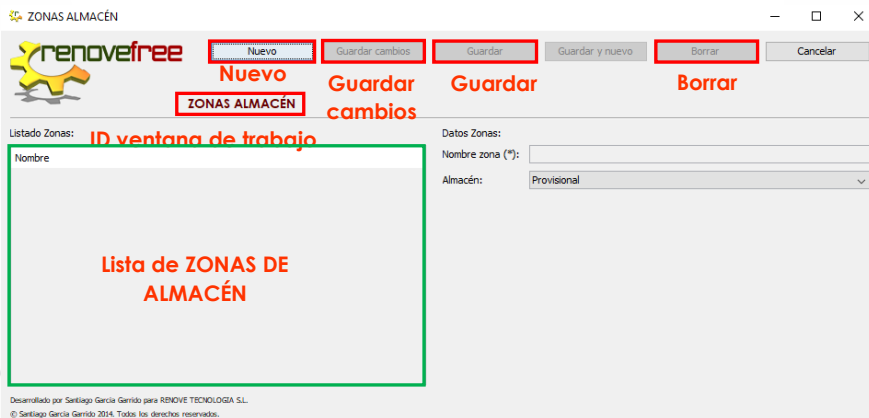 ZONAS ALMACÉN
renovefree
Nuevo Guardar cambios Guardar Guardar y nuevo Borrar Cancelar
Nuevo Guardar cambios Guardar Borrar
ZONAS ALMACÉN
Listado Zonas: ID ventana de trabajo Datos Zonas:
Nombre
Nombre zona (*):
Almacén: Provisional
Lista de ZONAS DE
ALMACÉN
Desarrollado por Santiago Garcia Garrido para RENOVE TECNOLOGIA S.L.
© Santiago Garcia Garrido 2014. Todos los derechos reservados.